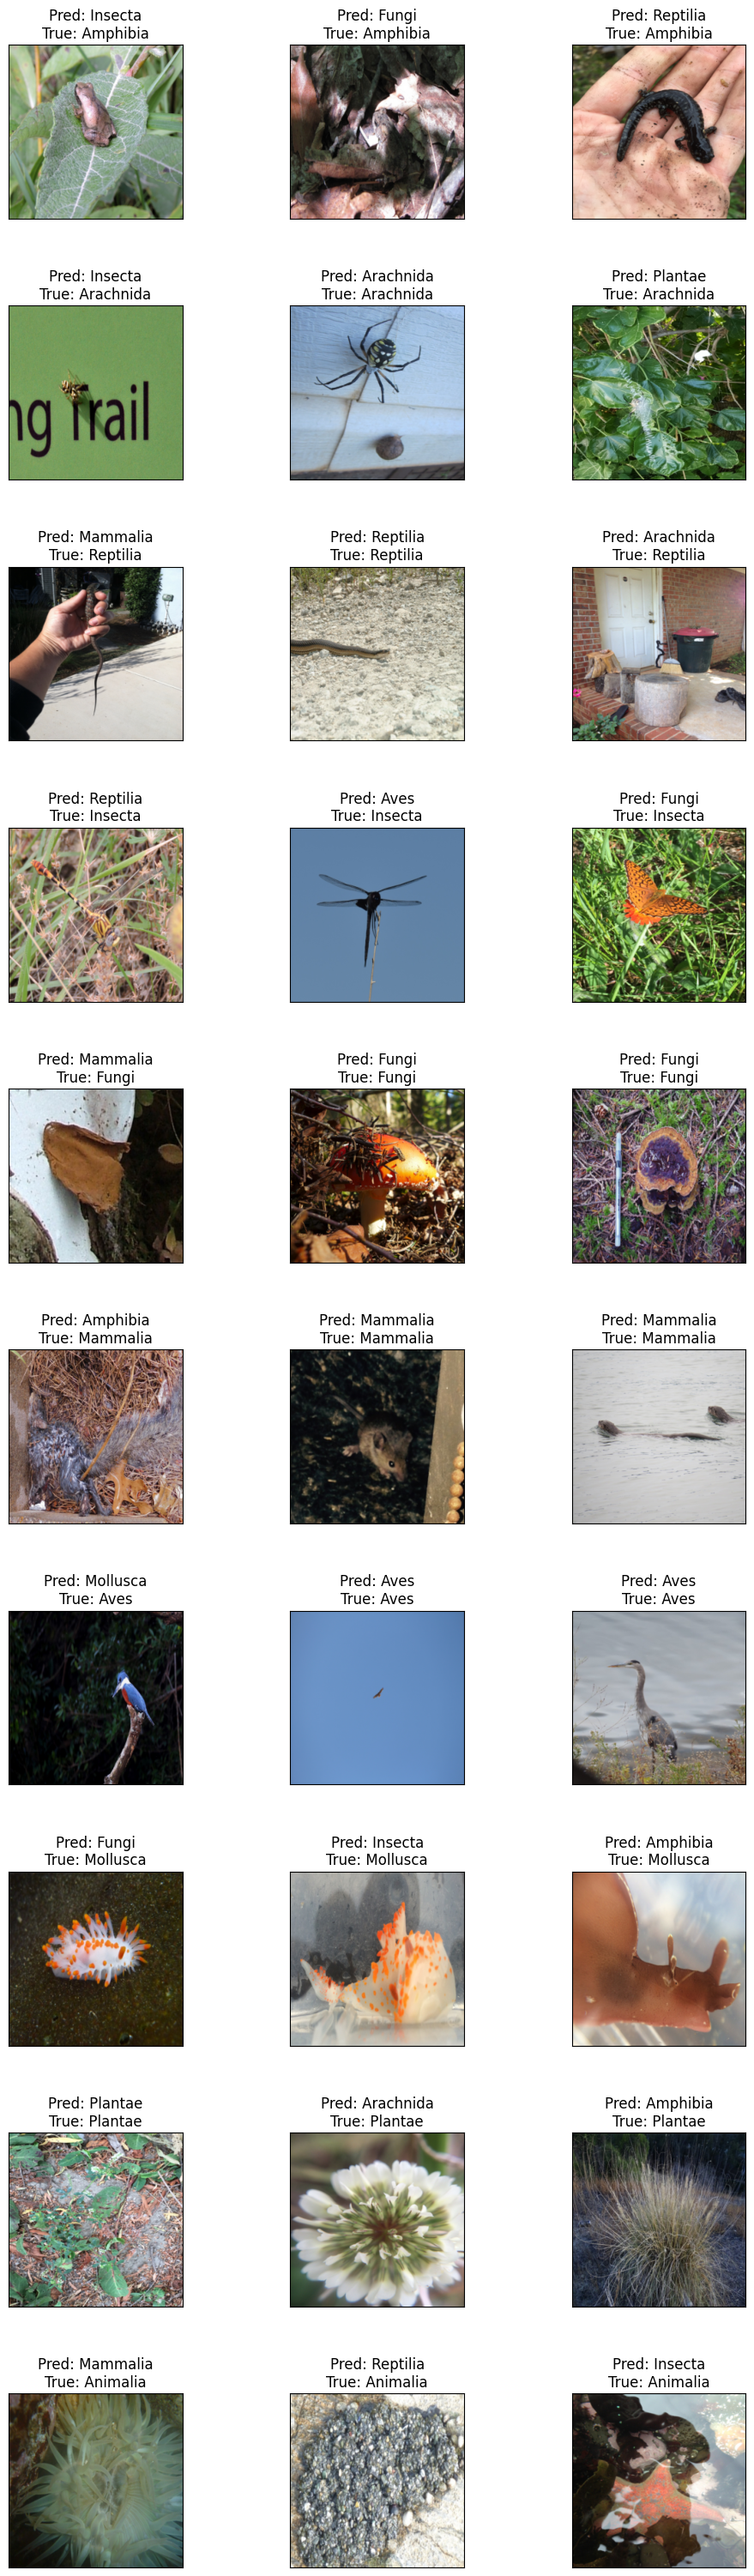 Pred: Insecta
True: Amphibia
Pred: Fungi
True: Amphibia
Pred: Reptilia
True: Amphibia
Pred: Insecta
True: Arachnida
Pred: Arachnida
True: Arachnida
Pred: Plantae
True: Arachnida
ng Trail
Pred: Mammalia
True: Reptilia
Pred: Reptilia
True: Reptilia
Pred: Arachnida
True: Reptilia
Pred: Reptilia
True: Insecta
Pred: Aves
True: Insecta
Pred: Fungi
True: Insecta
Pred: Mammalia
True: Fungi
Pred: Fungi
True: Fungi
Pred: Fungi
True: Fungi
Pred: Amphibia
True: Mammalia
Pred: Mammalia
True: Mammalia
Pred: Mammalia
True: Mammalia
Pred: Mollusca
True: Aves
Pred: Aves
True: Aves
Pred: Aves
True: Aves
Pred: Fungi
True: Mollusca
Pred: Insecta
True: Mollusca
Pred: Amphibia
True: Mollusca
Pred: Plantae
True: Plantae
Pred: Arachnida
True: Plantae
Pred: Amphibia
True: Plantae
Pred: Mammalia
True: Animalia
Pred: Reptilia
True: Animalia
Pred: Insecta
True: Animalia